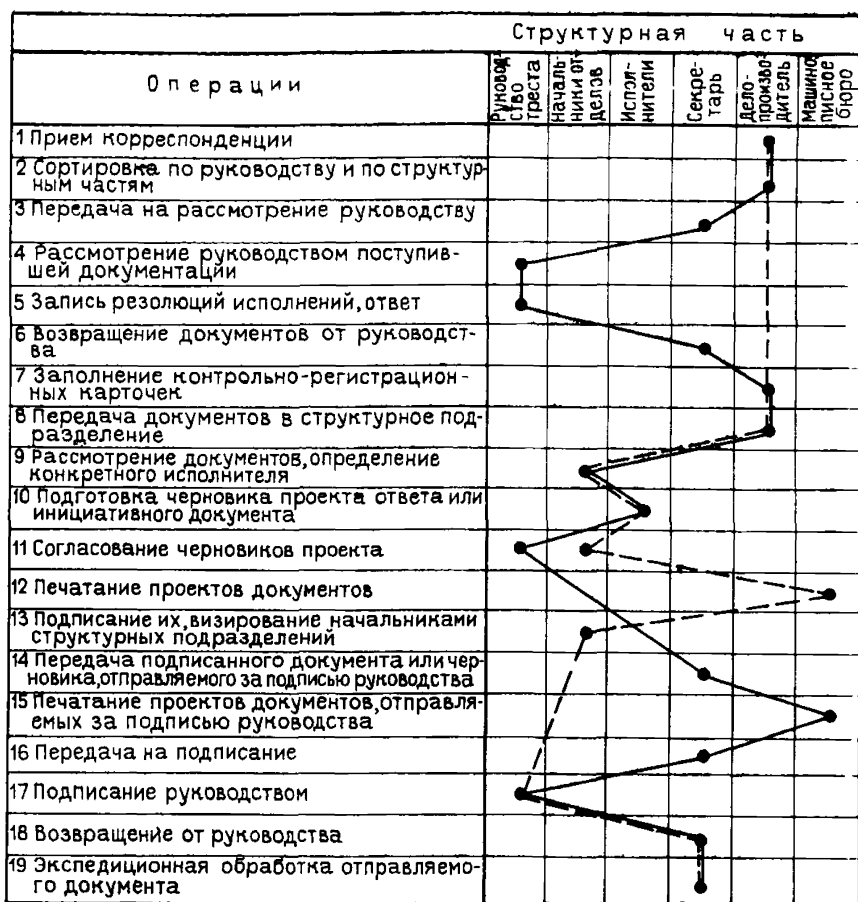 Структурная часть
Операции
Руковод-
ство
треста
Началь-
ники от-
делов
Испол-
нители
Секре-
тарь
Дело-
произво-
дитель
Машино-
писное
бюро
1 Прием корреспонденции
2 Сортировка по руководству и по структур-
ным частям
3 Передача на рассмотрение руководству
4 Рассмотрение руководством поступив-
шей документации
5 Запись резолюций исполнений, ответ
6 Возвращение документов от руководст-
ва
7 Заполнение контрольно-регистрацион-
ных карточек
8 Передача документов в структурное под-
разделение
9 Рассмотрение документов, определение
конкретного исполнителя
10 Подготовка черновика проекта ответа или
инициативного документа
11 Согласование черновиков проекта
12 Печатание проектов документов
13 Подписание их, визирование начальниками
структурных подразделений
14 Передача подписанного документа или чер-
новика, отправляемого за подписью руководства
15 Печатание проектов документов, отправля-
емых за подписью руководства
16 Передача на подписание
17 Подписание руководством
18 Возвращение от руководства
19 Экспедиционная обработка отправляемо-
го документа